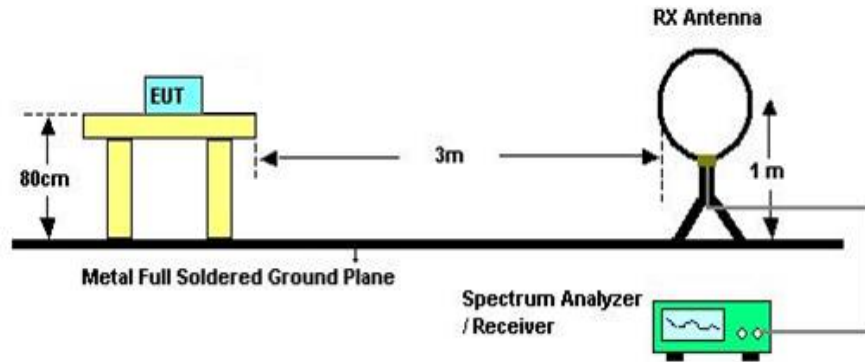 RX Antenna
EUT
3m
80cm
1 m
Metal Full Soldered Ground Plane
Spectrum Analyzer
/ Receiver